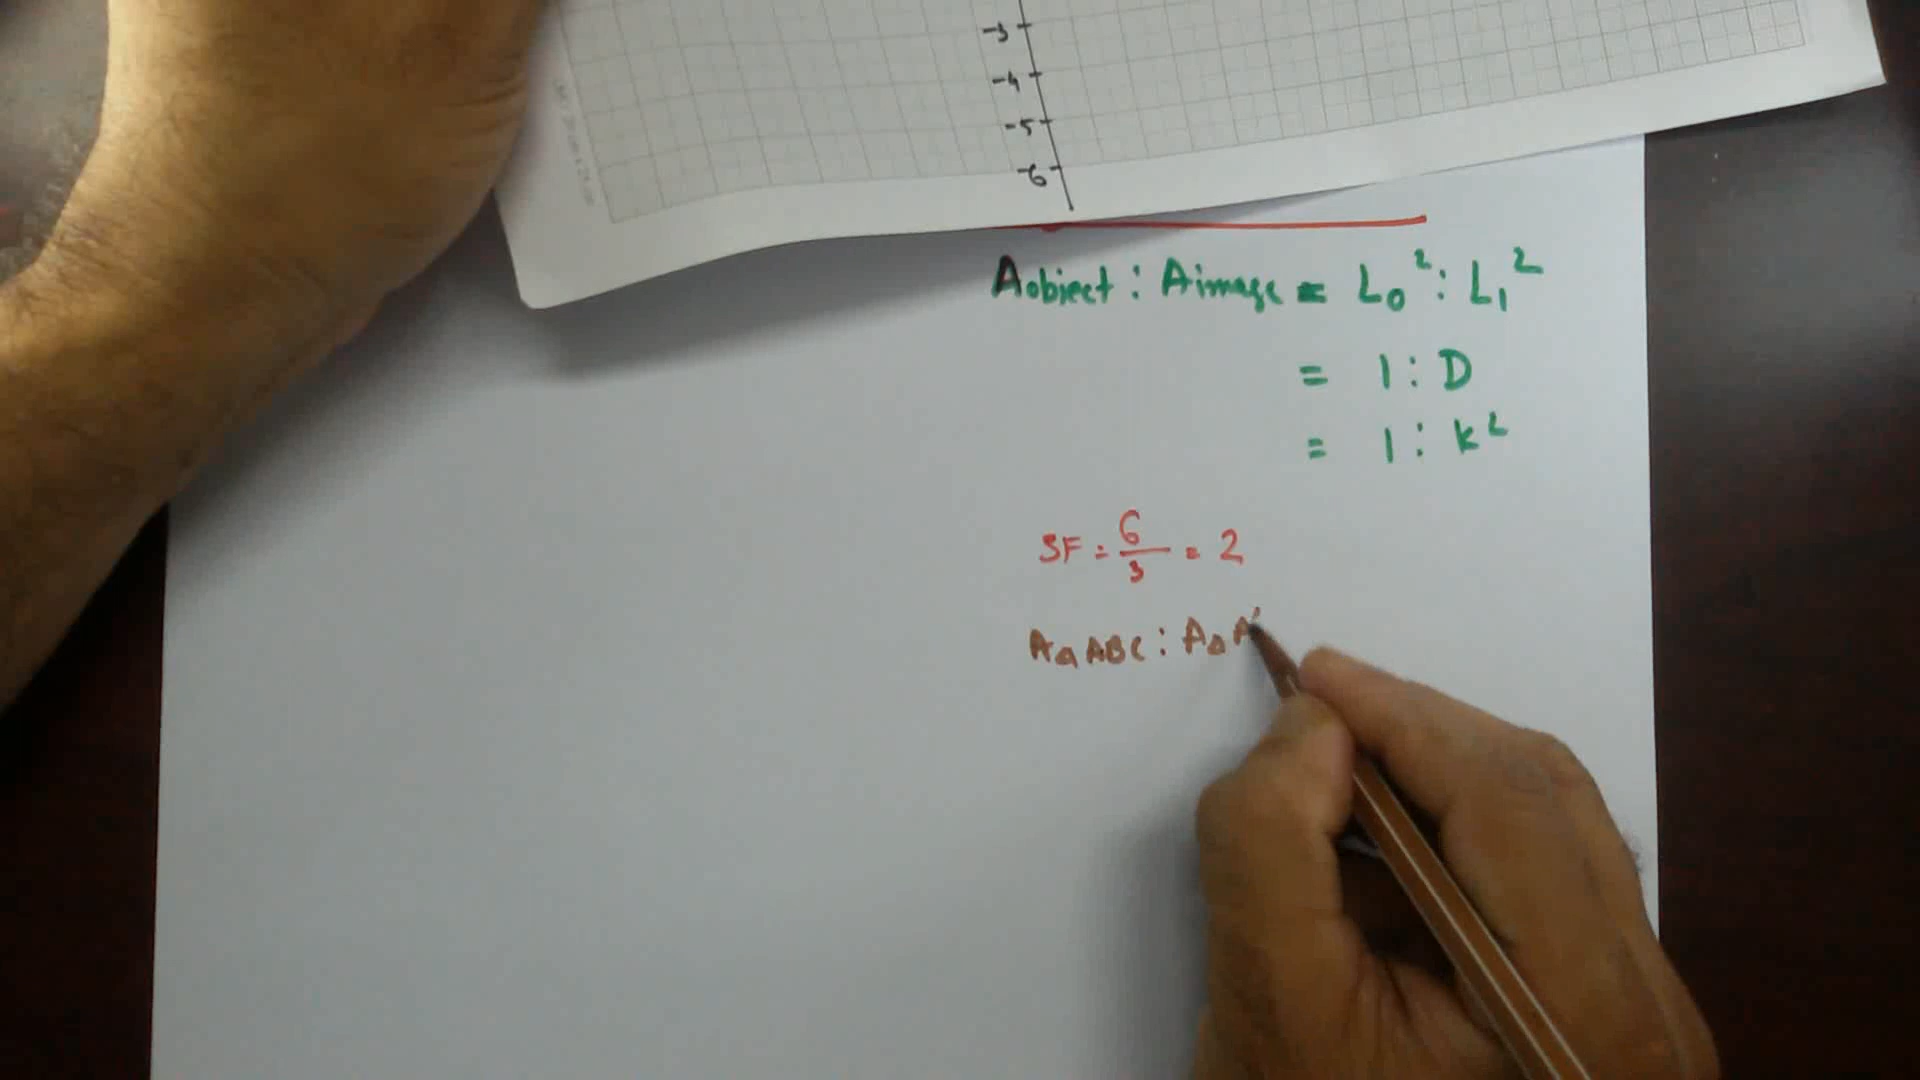 -3
-4
-5
-6
Aobject : Aimage = L₀² : L₁²
= 1 : D
= 1 : k²
SF = 6/3 = 2
A△ABC : A△A'